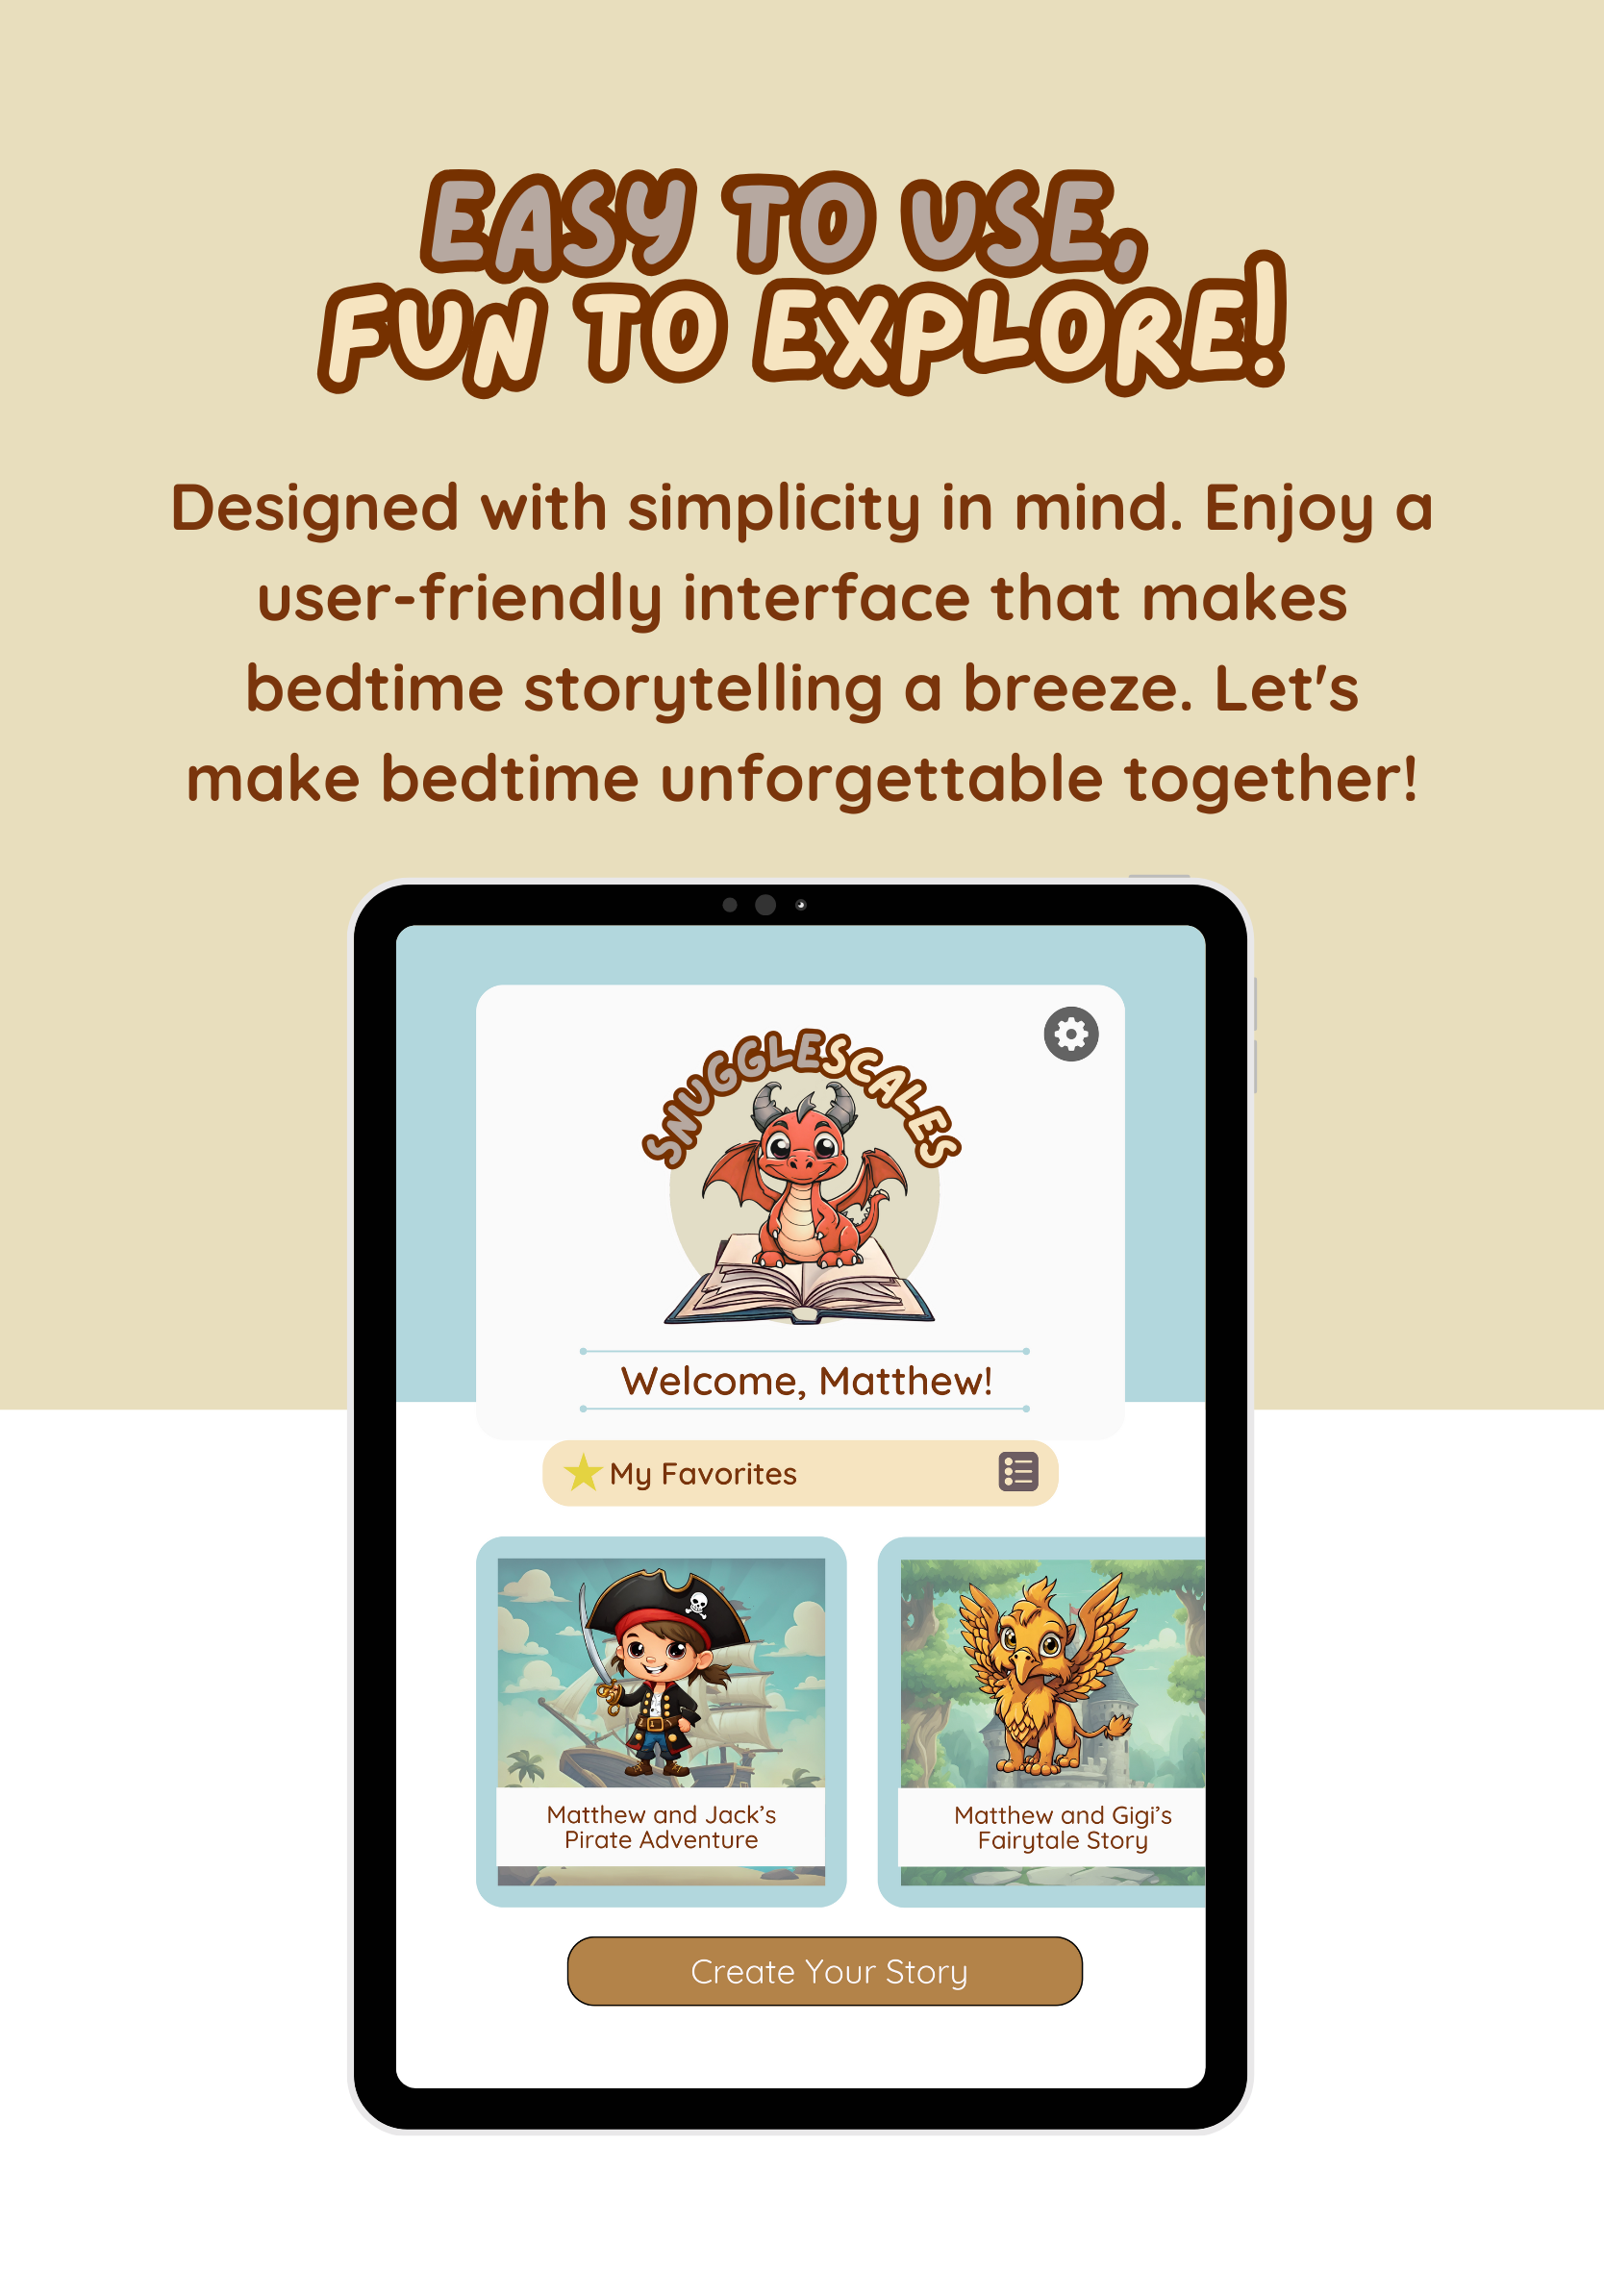 EASY TO USE,
FUN TO EXPLORE!
Designed with simplicity in mind. Enjoy a
user-friendly interface that makes
bedtime storytelling a breeze. Let's
make bedtime unforgettable together!
SNUGGLESCALES
Welcome, Matthew!
My Favorites
Matthew and Jack’s
Pirate Adventure
Matthew and Gigi’s
Fairytale Story
Create Your Story